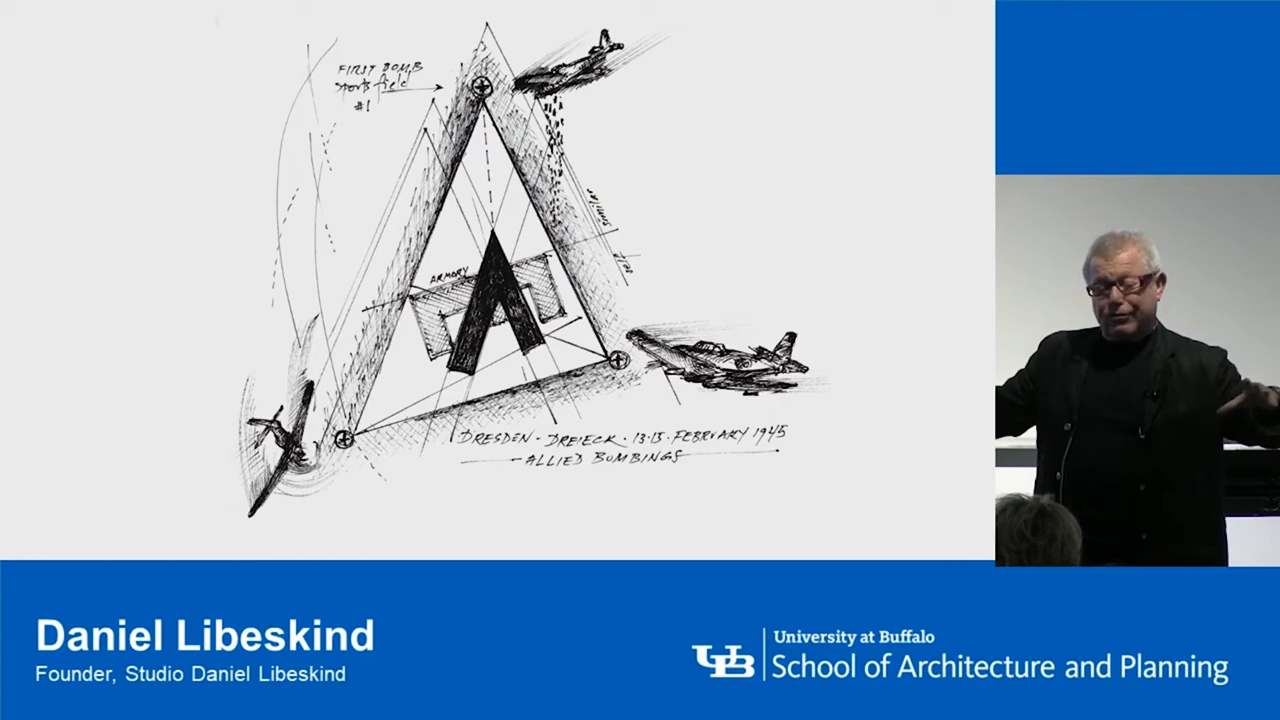 FIRST BOMB
sports field
#1
similar
ARMORY
DRESDEN - DREIECK · 13·15·FEBRUARY 1945
ALLIED BOMBINGS
Daniel Libeskind
Founder, Studio Daniel Libeskind
UB
University at Buffalo
School of Architecture and Planning